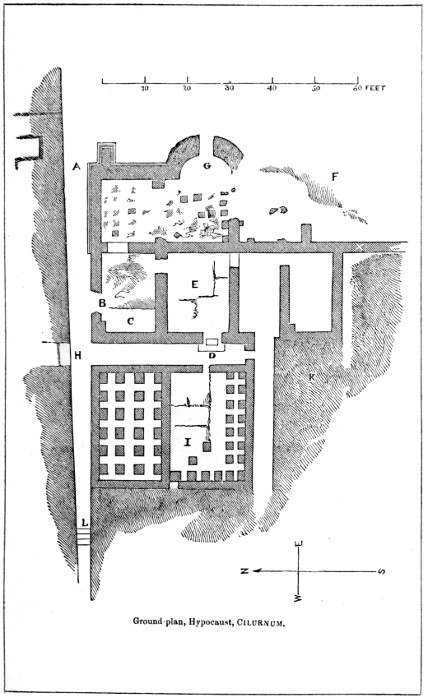 10 20 30 40 50 60 FEET
A
G
F
X
E
B
C
D
H
K
I
L
E
N S
W
Ground-plan, Hypocaust, CILURNUM.